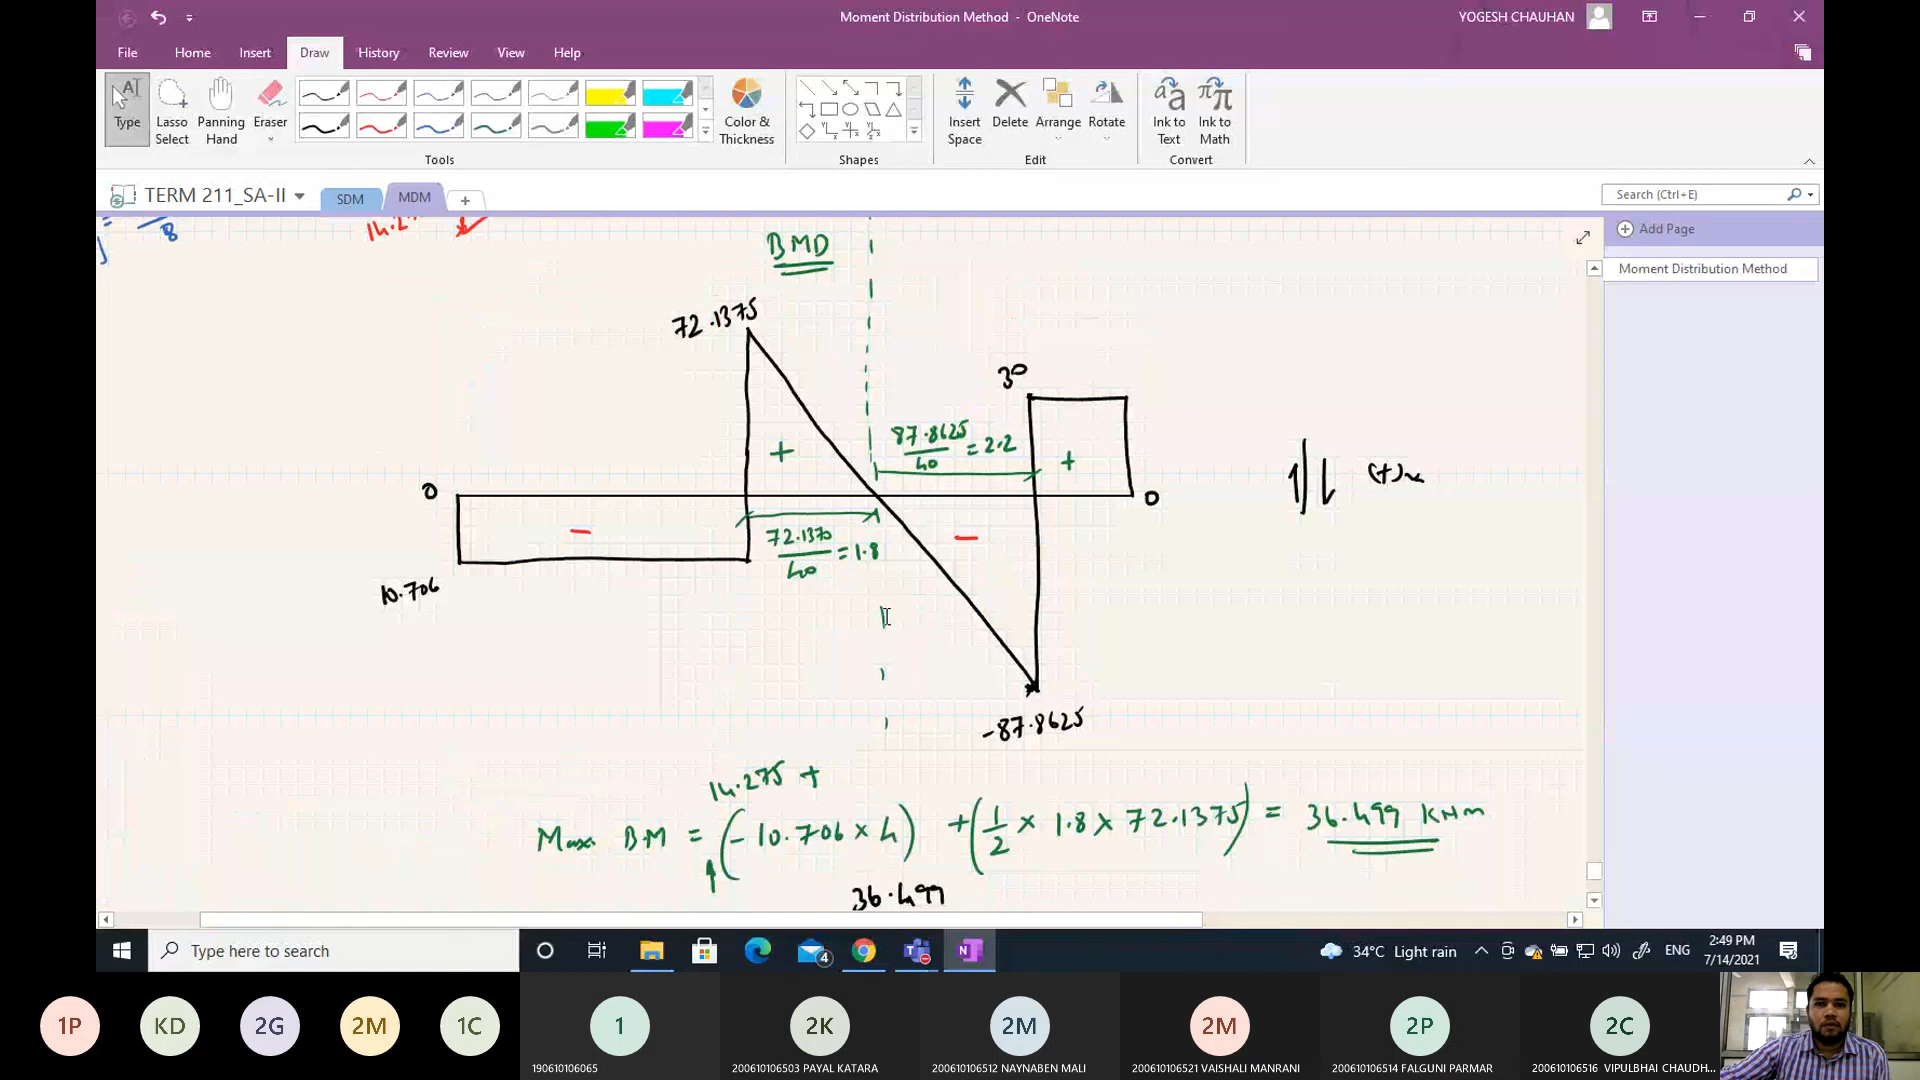 Moment Distribution Method - OneNote
YOGESH CHAUHAN
File Home Insert Draw History Review View Help
Type
Lasso Select
Panning Hand
Eraser
Color & Thickness
Insert Space
Delete
Arrange
Rotate
Ink to Text
Ink to Math
Tools
Shapes
Edit
Convert
TERM 211_SA-II
SDM
MDM
Search (Ctrl+E)
Add Page
Moment Distribution Method
8
BMD
72.1375
30
87.8625
40
= 2.2
+
+
(+)
0
0
-
-
72.1370
40
= 1.8
10.706
-87.8625
14.275 +
Max. BM = (-10.706 x 4) + (1/2 x 1.8 x 72.1375) = 36.499 KNm
36.499
Type here to search
4
34°C Light rain
ENG
2:49 PM
7/14/2021
1P
KD
2G
2M
1C
1
2K
2M
2M
2P
2C
190610106065
200610106503 PAYAL KATARA
200610106512 NAYNABEN MALI
200610106521 VAISHALI MANRANI
200610106514 FALGUNI PARMAR
200610106516 VIPULBHAI CHAUDH...